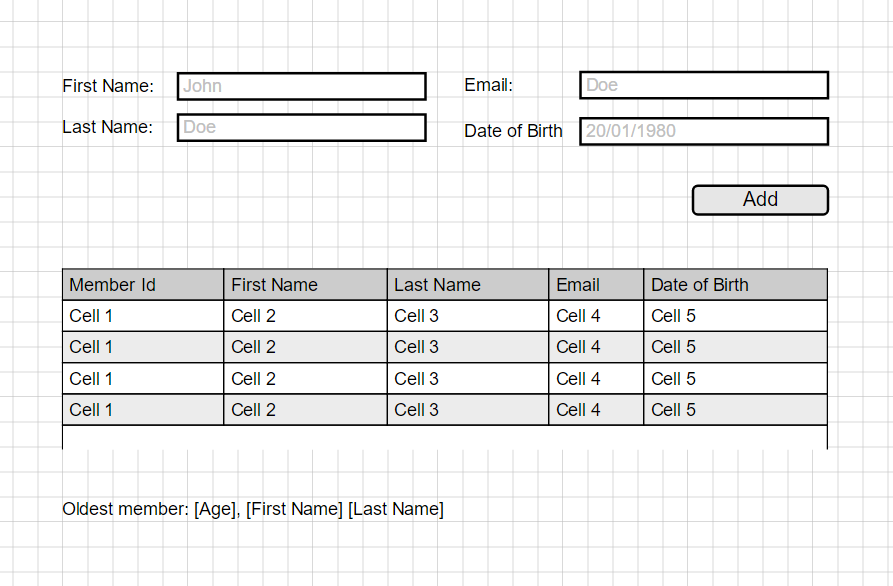 First Name: John Email: Doe
Last Name: Doe Date of Birth 20/01/1980
Add
Member Id First Name Last Name Email Date of Birth
Cell 1 Cell 2 Cell 3 Cell 4 Cell 5
Cell 1 Cell 2 Cell 3 Cell 4 Cell 5
Cell 1 Cell 2 Cell 3 Cell 4 Cell 5
Cell 1 Cell 2 Cell 3 Cell 4 Cell 5
Oldest member: [Age], [First Name] [Last Name]